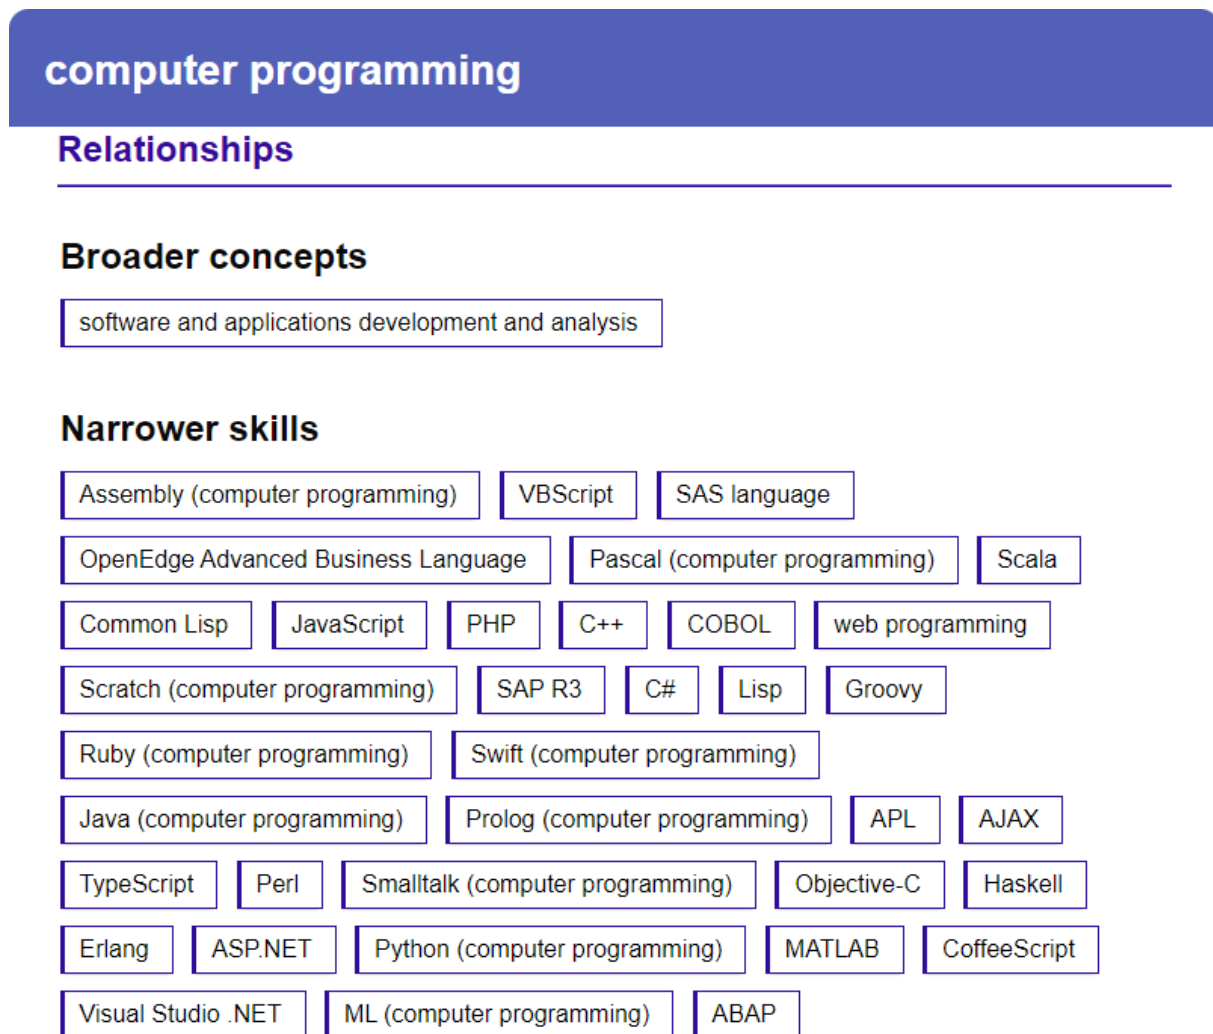 computer programming
Relationships
Broader concepts
software and applications development and analysis
Narrower skills
Assembly (computer programming) VBScript SAS language
OpenEdge Advanced Business Language Pascal (computer programming) Scala
Common Lisp JavaScript PHP C++ COBOL web programming
Scratch (computer programming) SAP R3 C# Lisp Groovy
Ruby (computer programming) Swift (computer programming)
Java (computer programming) Prolog (computer programming) APL AJAX
TypeScript Perl Smalltalk (computer programming) Objective-C Haskell
Erlang ASP.NET Python (computer programming) MATLAB CoffeeScript
Visual Studio .NET ML (computer programming) ABAP